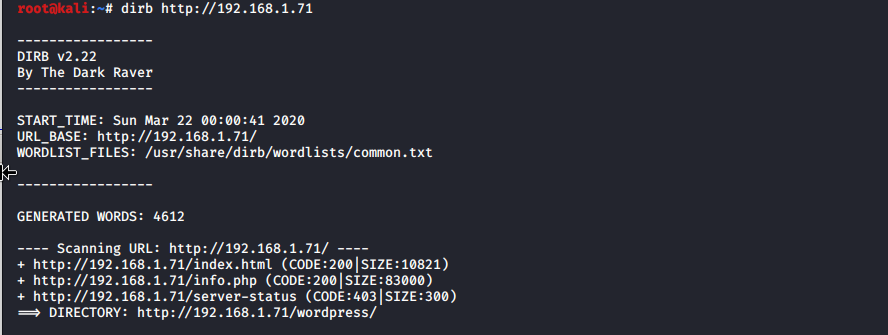 root@kali:~# dirb http://192.168.1.71
-----------------
DIRB v2.22
By The Dark Raver
-----------------
START_TIME: Sun Mar 22 00:00:41 2020
URL_BASE: http://192.168.1.71/
WORDLIST_FILES: /usr/share/dirb/wordlists/common.txt
-----------------
GENERATED WORDS: 4612
---- Scanning URL: http://192.168.1.71/ ----
+ http://192.168.1.71/index.html (CODE:200|SIZE:10821)
+ http://192.168.1.71/info.php (CODE:200|SIZE:83000)
+ http://192.168.1.71/server-status (CODE:403|SIZE:300)
==> DIRECTORY: http://192.168.1.71/wordpress/